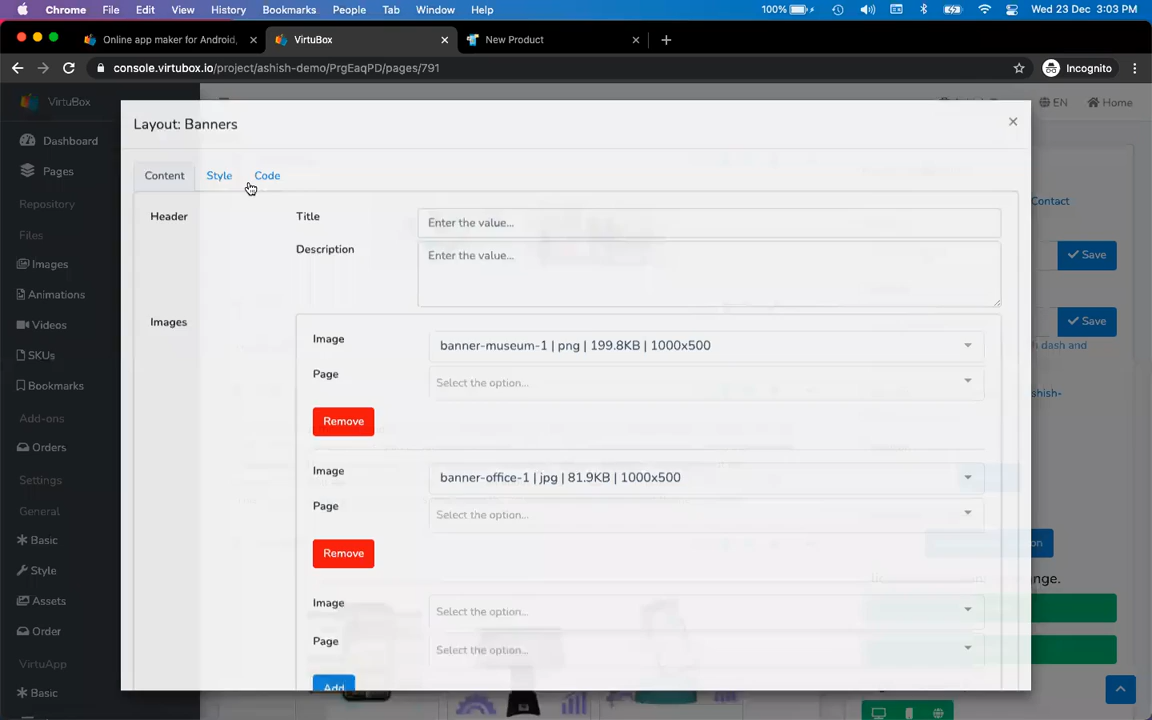 Chrome File Edit View History Bookmarks People Tab Window Help 100% Wed 23 Dec 3:03 PM
Online app maker for Android, VirtuBox New Product
console.virtubox.io/project/ashish-demo/PrgEaqPD/pages/791 Incognito
VirtuBox EN Home
Layout: Banners
Dashboard
Pages
Content Style Code
Repository
Files
Images
Animations
Videos
SKUs
Bookmarks
Add-ons
Orders
Settings
General
Basic
Style
Assets
Order
VirtuApp
Basic
Header Title Enter the value...
Description Enter the value...
Images
Image banner-museum-1 | png | 199.8KB | 1000x500
Page Select the option...
Remove
Image banner-office-1 | jpg | 81.9KB | 1000x500
Page Select the option...
Remove
Image Select the option...
Page Select the option...
Add
Contact
Save
Save
h dash and
shish-
on
nge.